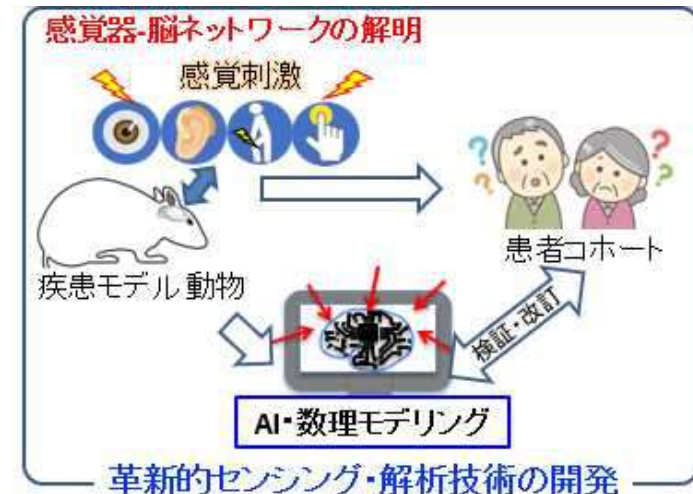 感覚器-脳ネットワークの解明
感覚刺激
疾患モデル動物
患者コホート
検証・改訂
AI・数理モデリング
革新的センシング・解析技術の開発